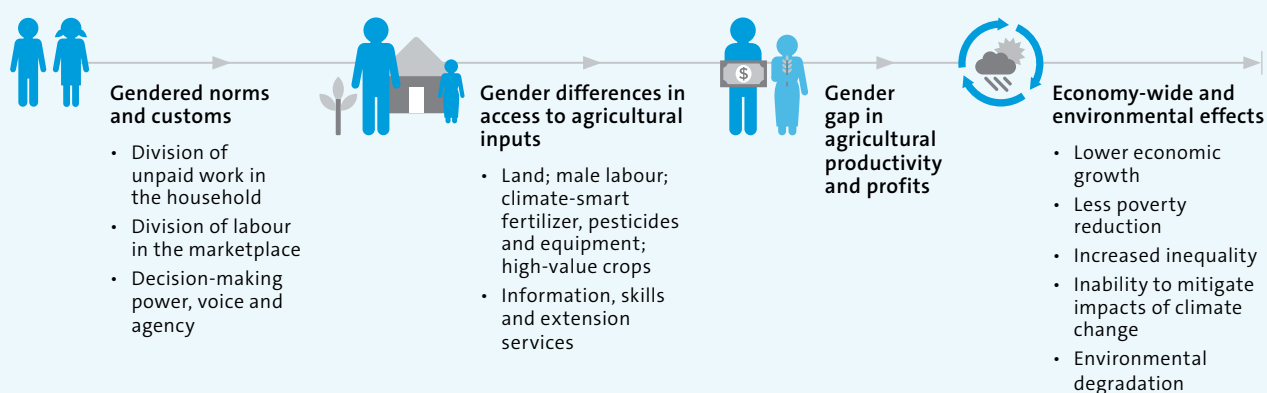 Gendered norms
and customs
• Division of
unpaid work in
the household
• Division of labour
in the marketplace
• Decision-making
power, voice and
agency
Gender differences in
access to agricultural
inputs
• Land; male labour;
climate-smart
fertilizer, pesticides
and equipment;
high-value crops
• Information, skills
and extension
services
$
Gender
gap in
agricultural
productivity
and profits
Economy-wide and
environmental effects
• Lower economic
growth
• Less poverty
reduction
• Increased inequality
• Inability to mitigate
impacts of climate
change
• Environmental
degradation